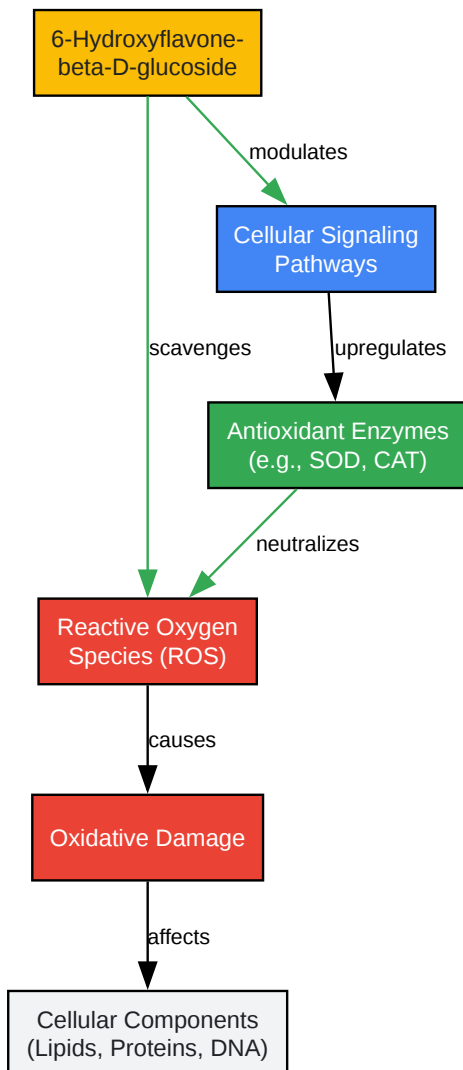 6-Hydroxyflavone-
beta-D-glucoside
modulates
Cellular Signaling
Pathways
scavenges
upregulates
Antioxidant Enzymes
(e.g., SOD, CAT)
neutralizes
Reactive Oxygen
Species (ROS)
causes
Oxidative Damage
affects
Cellular Components
(Lipids, Proteins, DNA)